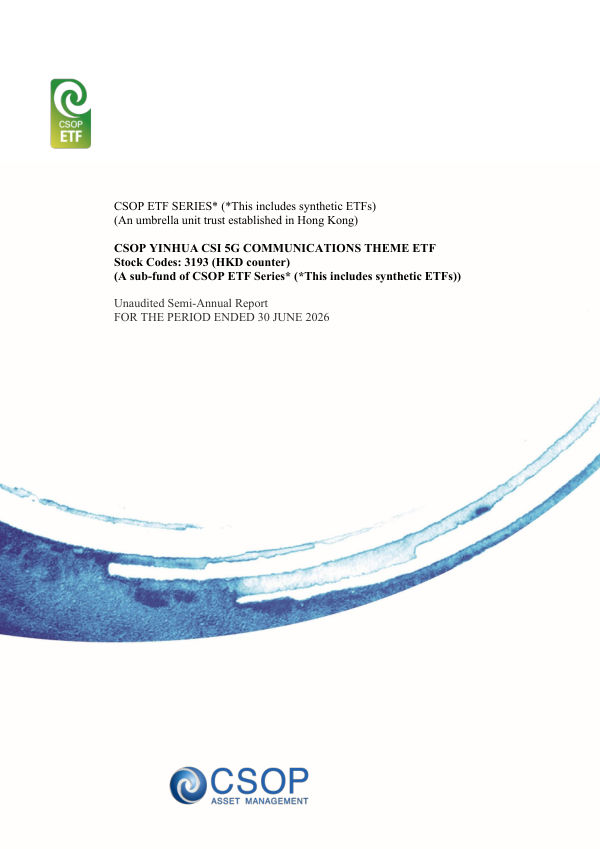 CSOP
ETF
CSOP ETF SERIES* (*This includes synthetic ETFs)
(An umbrella unit trust established in Hong Kong)
CSOP YINHUA CSI 5G COMMUNICATIONS THEME ETF
Stock Codes: 3193 (HKD counter)
(A sub-fund of CSOP ETF Series* (*This includes synthetic ETFs))
Unaudited Semi-Annual Report
FOR THE PERIOD ENDED 30 JUNE 2026
CSOP
ASSET MANAGEMENT